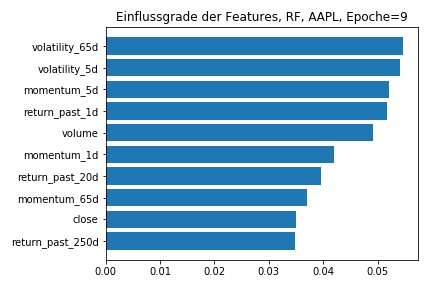 Einflussgrade der Features, RF, AAPL, Epoche=9
volatility_65d
volatility_5d
momentum_5d
return_past_1d
volume
momentum_1d
return_past_20d
momentum_65d
close
return_past_250d
0.00 0.01 0.02 0.03 0.04 0.05